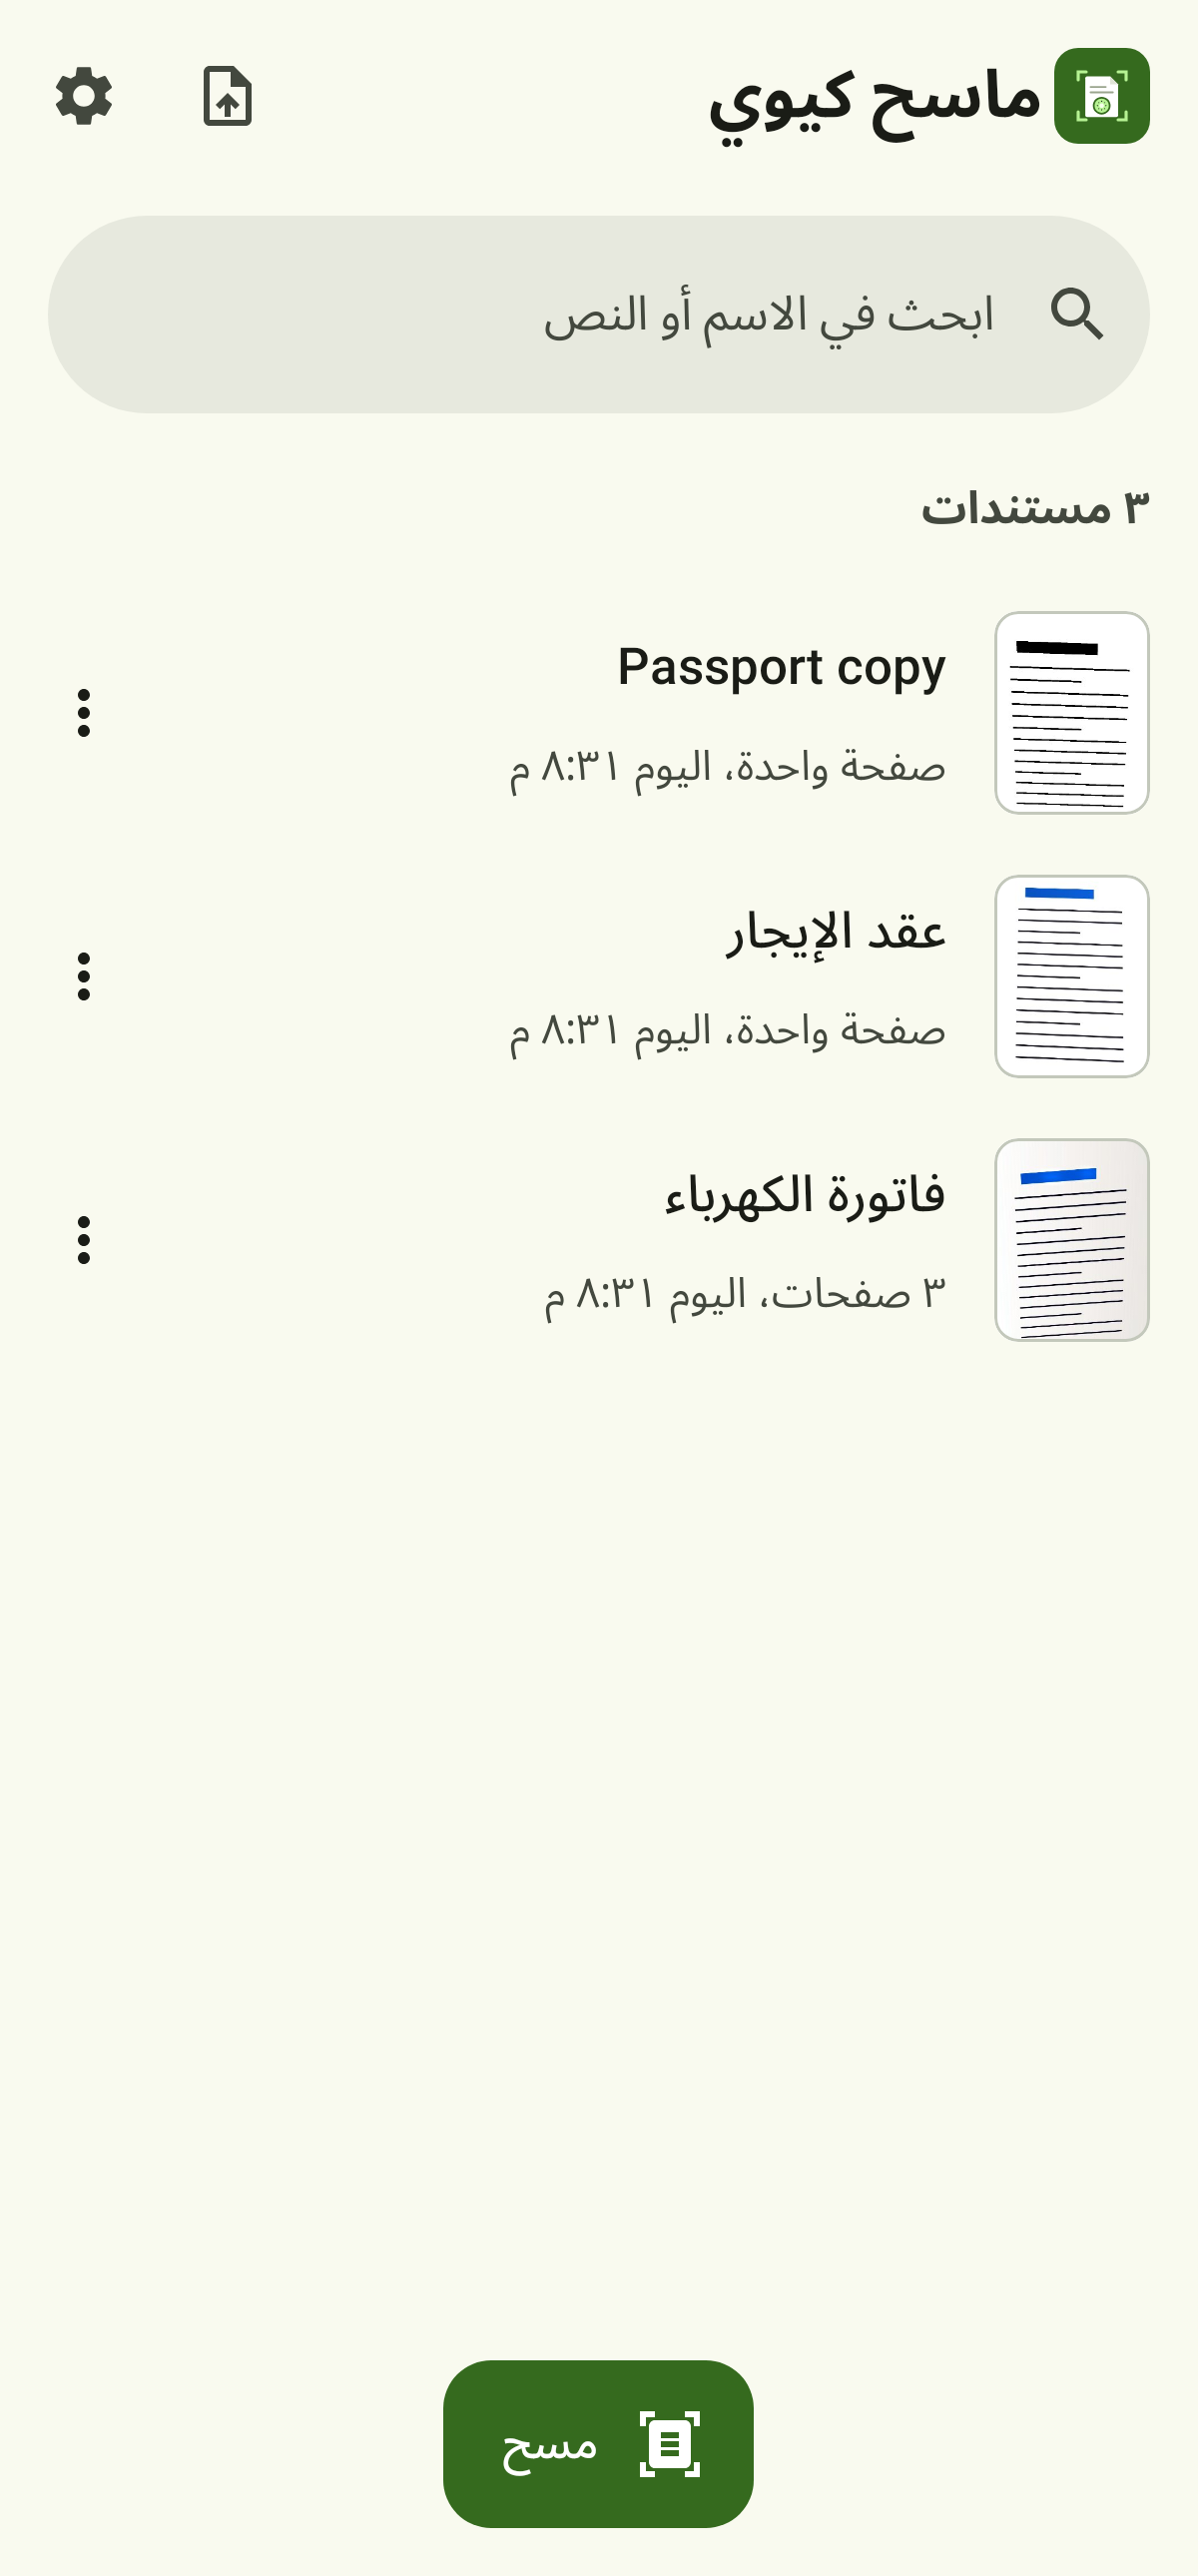 ماسح كيوي
ابحث في الاسم أو النص
٣ مستندات
Passport copy
صفحة واحدة، اليوم ٨:٣١ م
عقد الإيجار
صفحة واحدة، اليوم ٨:٣١ م
فاتورة الكهرباء
٣ صفحات، اليوم ٨:٣١ م
مسح